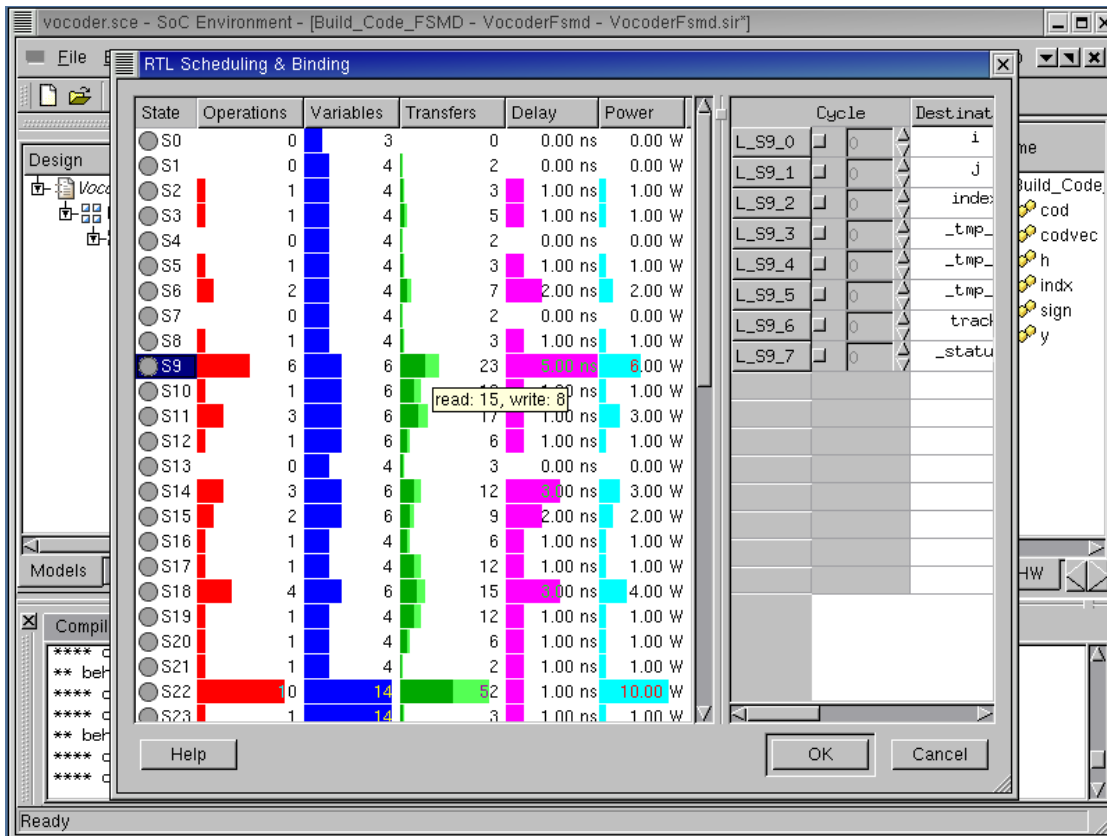 vocoder.sce - SoC Environment - [Build_Code_FSMD - VocoderFsmd - VocoderFsmd.sir*]
File
RTL Scheduling & Binding
State Operations Variables Transfers Delay Power
S0 0 3 0 0.00 ns 0.00 W
S1 0 4 2 0.00 ns 0.00 W
S2 1 4 3 1.00 ns 1.00 W
S3 1 4 5 1.00 ns 1.00 W
S4 0 4 2 0.00 ns 0.00 W
S5 1 4 3 1.00 ns 1.00 W
S6 2 4 7 2.00 ns 2.00 W
S7 0 4 2 0.00 ns 0.00 W
S8 1 4 3 1.00 ns 1.00 W
S9 6 6 23 5.00 ns 6.00 W
S10 1 6 1.00 ns 1.00 W
read: 15, write: 8
S11 3 6 17 1.00 ns 3.00 W
S12 1 6 6 1.00 ns 1.00 W
S13 0 4 3 0.00 ns 0.00 W
S14 3 6 12 3.00 ns 3.00 W
S15 2 6 9 2.00 ns 2.00 W
S16 1 4 6 1.00 ns 1.00 W
S17 1 4 12 1.00 ns 1.00 W
S18 4 6 15 3.00 ns 4.00 W
S19 1 4 12 1.00 ns 1.00 W
S20 1 4 6 1.00 ns 1.00 W
S21 1 4 2 1.00 ns 1.00 W
S22 10 14 52 1.00 ns 10.00 W
S23 1 14 3 1.00 ns 1.00 W
Cycle Destinat
L_S9_0 0 i
L_S9_1 0 j
L_S9_2 0 index
L_S9_3 0 _tmp_
L_S9_4 0 _tmp_
L_S9_5 0 _tmp_
L_S9_6 0 track
L_S9_7 0 _statu
Help OK Cancel
Design
Voco
Models
me
Build_Code_
cod
codvec
h
indx
sign
y
HW
Compil
**** c
** beh
**** c
**** c
** beh
**** c
**** c
Ready